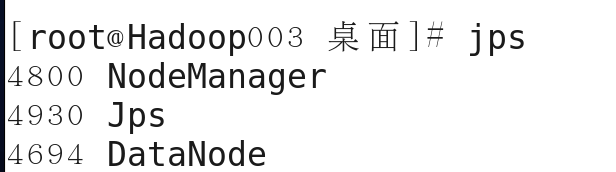 [root@Hadoop003 桌面]# jps
4800 NodeManager
4930 Jps
4694 DataNode